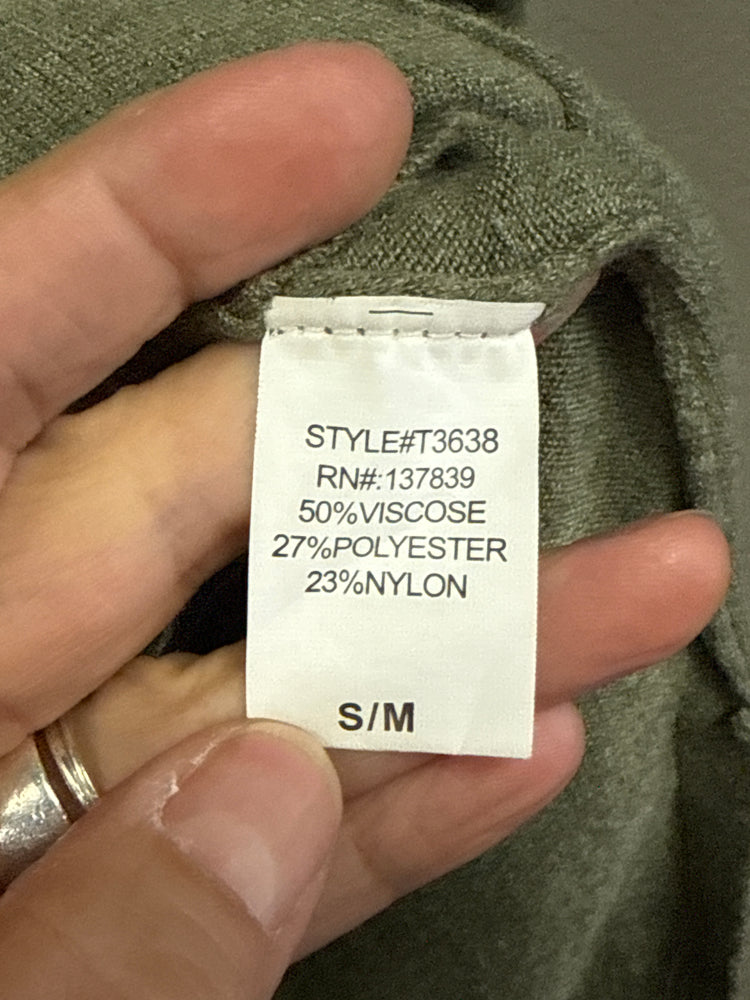 STYLE#T3638
RN#:137839
50%VISCOSE
27%POLYESTER
23%NYLON
S/M